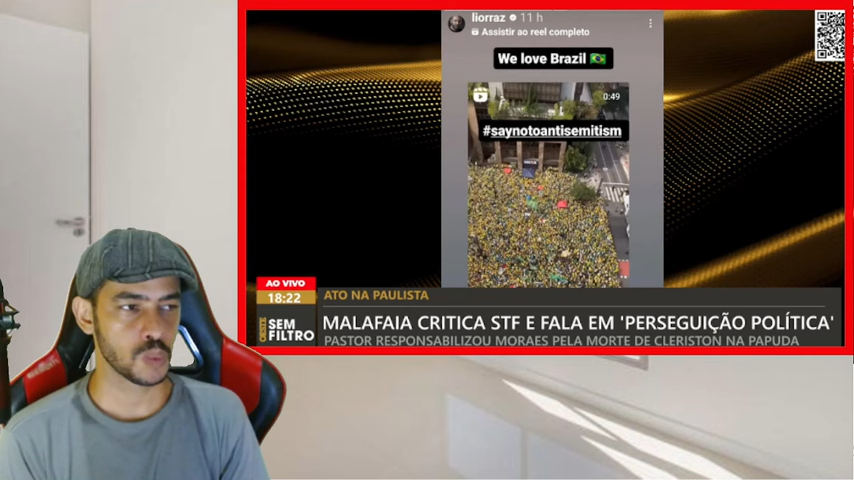 liorraz 11 h
Assistir ao reel completo
We love Brazil 🇧🇷
0:49
#saynotoantisemitism
AO VIVO
18:22
ATO NA PAULISTA
OESTE
SEM
FILTRO
MALAFAIA CRITICA STF E FALA EM 'PERSEGUIÇÃO POLÍTICA'
PASTOR RESPONSABILIZOU MORAES PELA MORTE DE CLERISTON NA PAPUDA